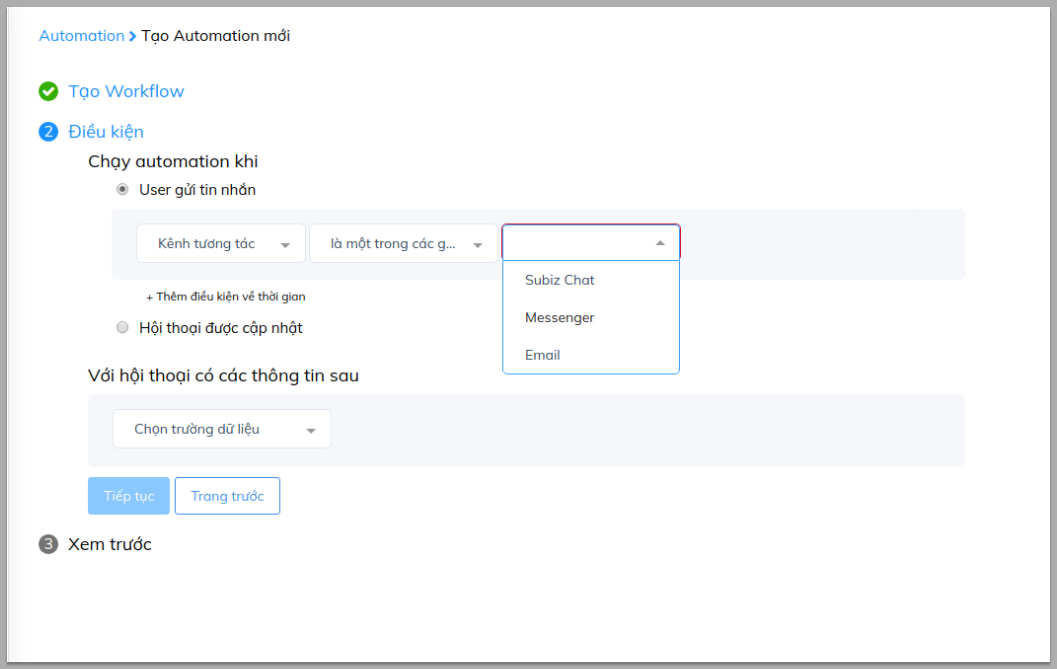 Automation > Tạo Automation mới
Tạo Workflow
2 Điều kiện
Chạy automation khi
User gửi tin nhắn
Kênh tương tác là một trong các g...
Subiz Chat
Messenger
Email
+ Thêm điều kiện về thời gian
Hội thoại được cập nhật
Với hội thoại có các thông tin sau
Chọn trường dữ liệu
Tiếp tục Trang trước
3 Xem trước